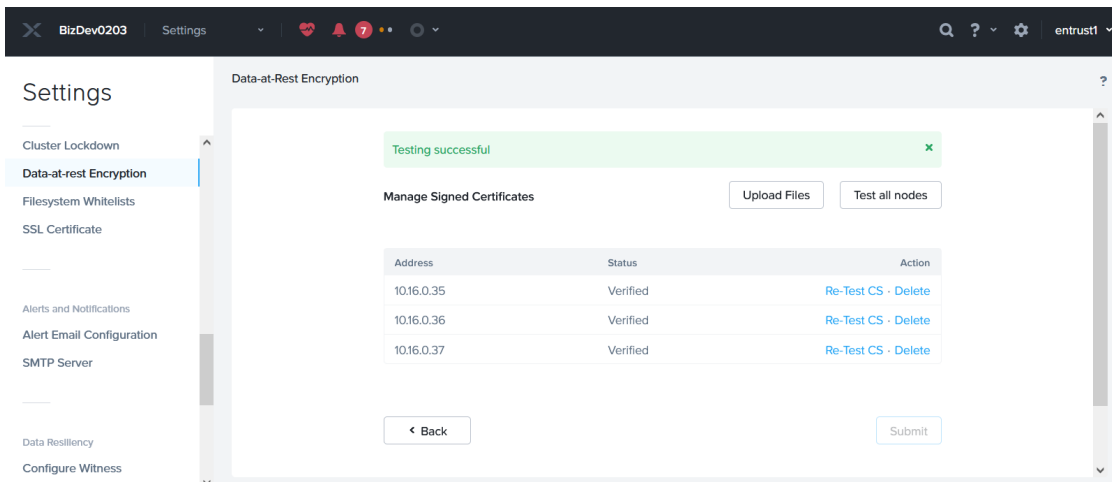 BizDev0203 Settings 7 ? entrust1
Settings
Cluster Lockdown
Data-at-rest Encryption
Filesystem Whitelists
SSL Certificate
Alerts and Notifications
Alert Email Configuration
SMTP Server
Data Resiliency
Configure Witness
Data-at-Rest Encryption ?
Testing successful ×
Manage Signed Certificates Upload Files Test all nodes
Address Status Action
10.16.0.35 Verified Re-Test CS · Delete
10.16.0.36 Verified Re-Test CS · Delete
10.16.0.37 Verified Re-Test CS · Delete
< Back Submit